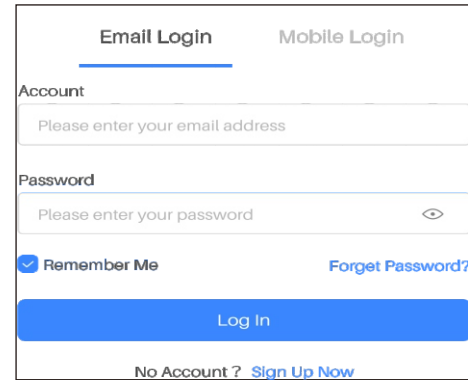 Email Login Mobile Login
Account
Please enter your email address
Password
Please enter your password
Remember Me Forget Password?
Log In
No Account ? Sign Up Now